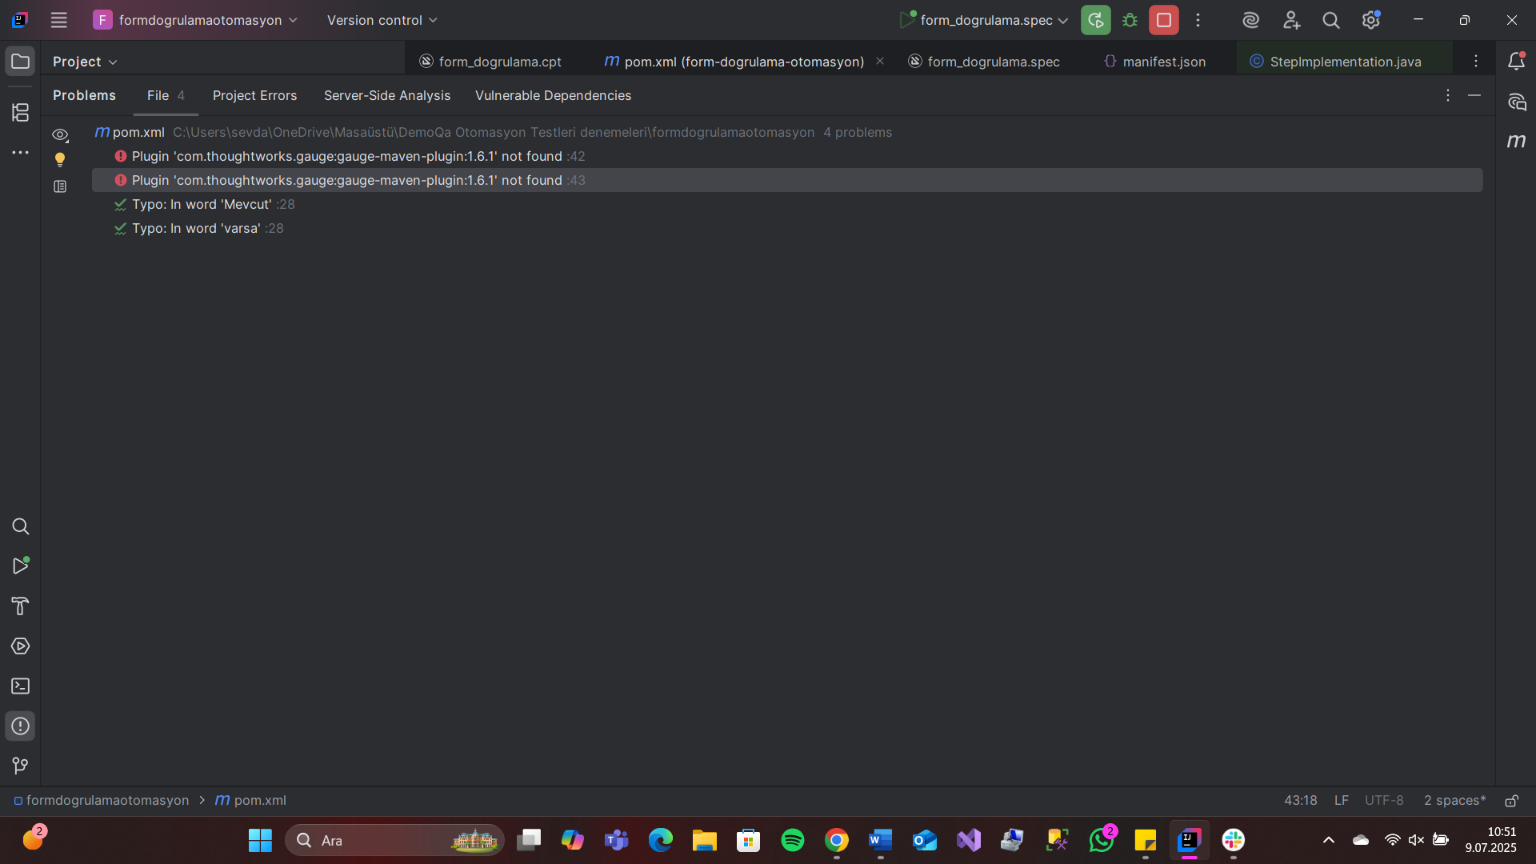 F formdogrulamaotomasyon Version control form_dogrulama.spec
Project form_dogrulama.cpt m pom.xml (form-dogrulama-otomasyon) form_dogrulama.spec {} manifest.json © StepImplementation.java
Problems File 4 Project Errors Server-Side Analysis Vulnerable Dependencies
m pom.xml C:\Users\sevda\OneDrive\Masaüstü\DemoQa Otomasyon Testleri denemeleri\formdogrulamaotomasyon 4 problems
Plugin 'com.thoughtworks.gauge:gauge-maven-plugin:1.6.1' not found :42
Plugin 'com.thoughtworks.gauge:gauge-maven-plugin:1.6.1' not found :43
Typo: In word 'Mevcut' :28
Typo: In word 'varsa' :28
m
formdogrulamaotomasyon > m pom.xml 43:18 LF UTF-8 2 spaces*
2 Ara 2 10:51
9.07.2025